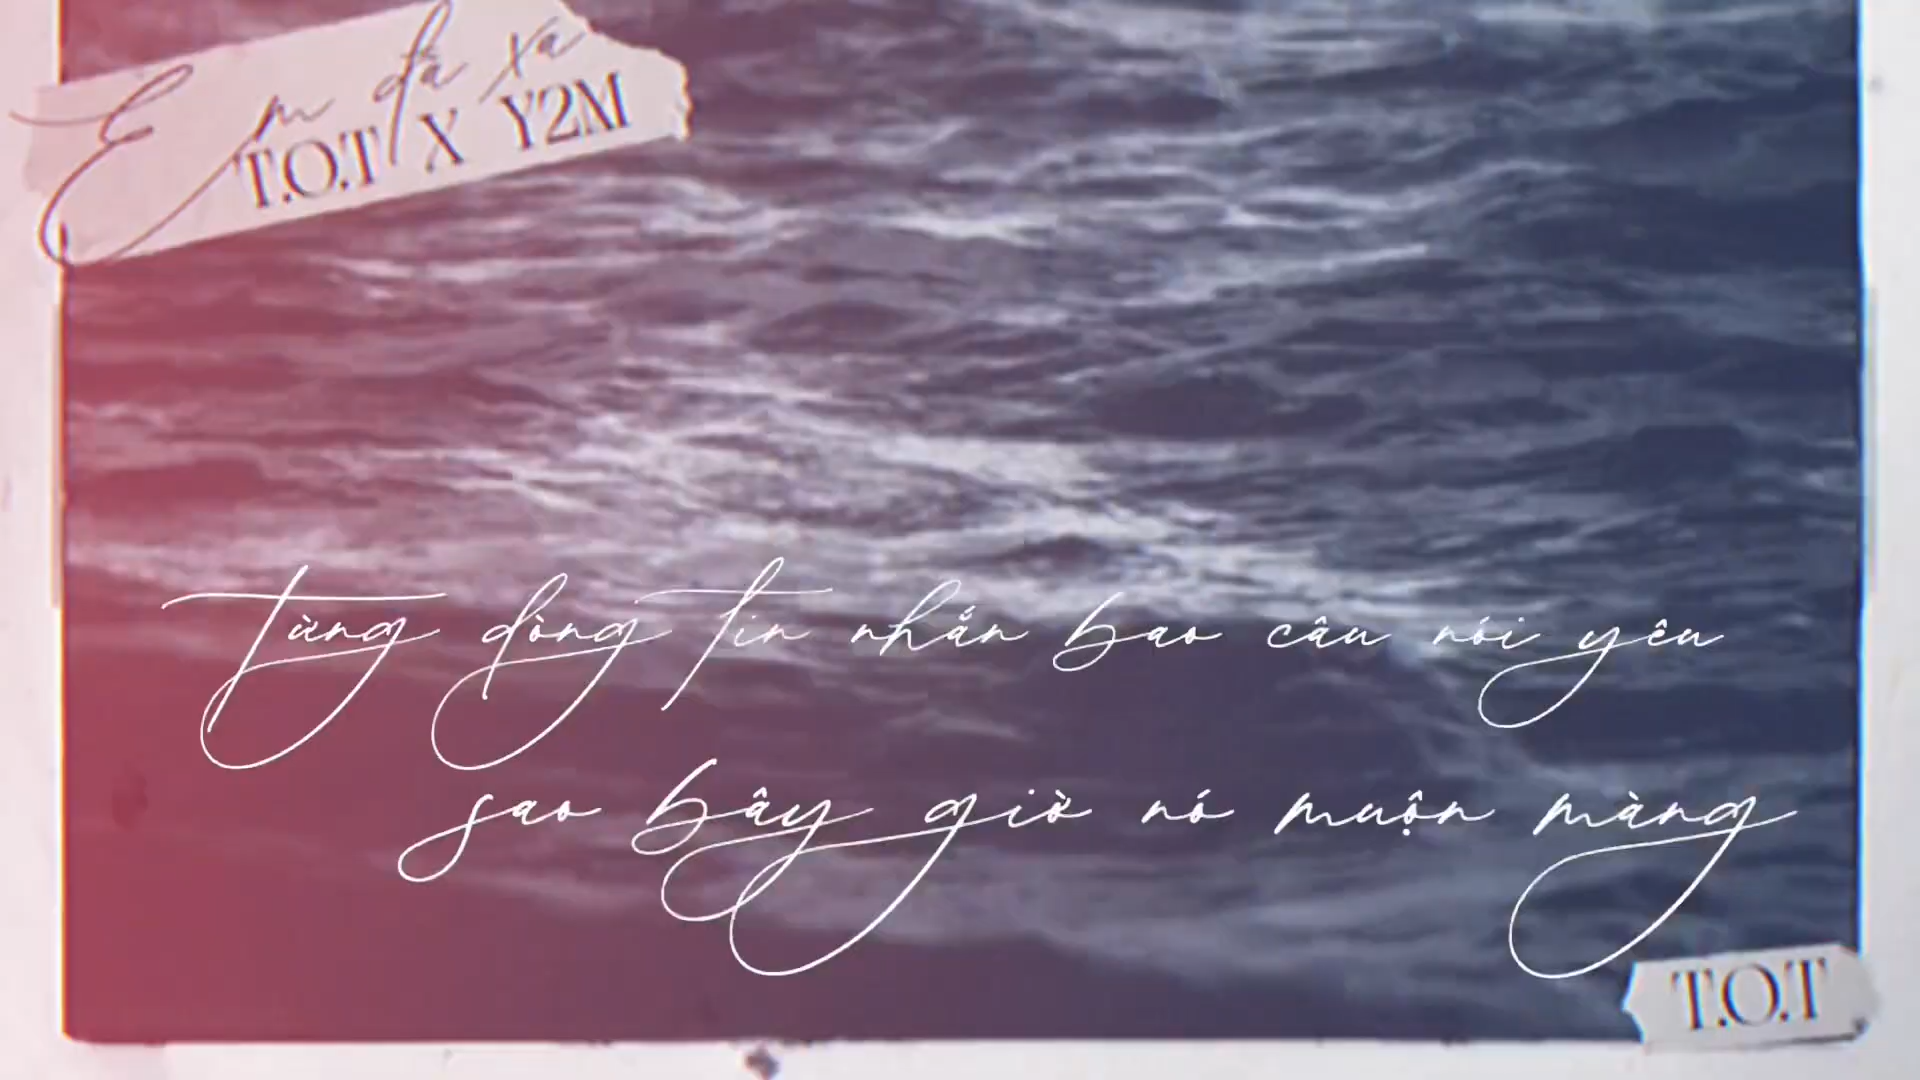 Em đã xa
T.O.T X Y2M
Từng dòng tin nhắn bao câu nói yêu
sao bây giờ nó muộn màng
T.O.T